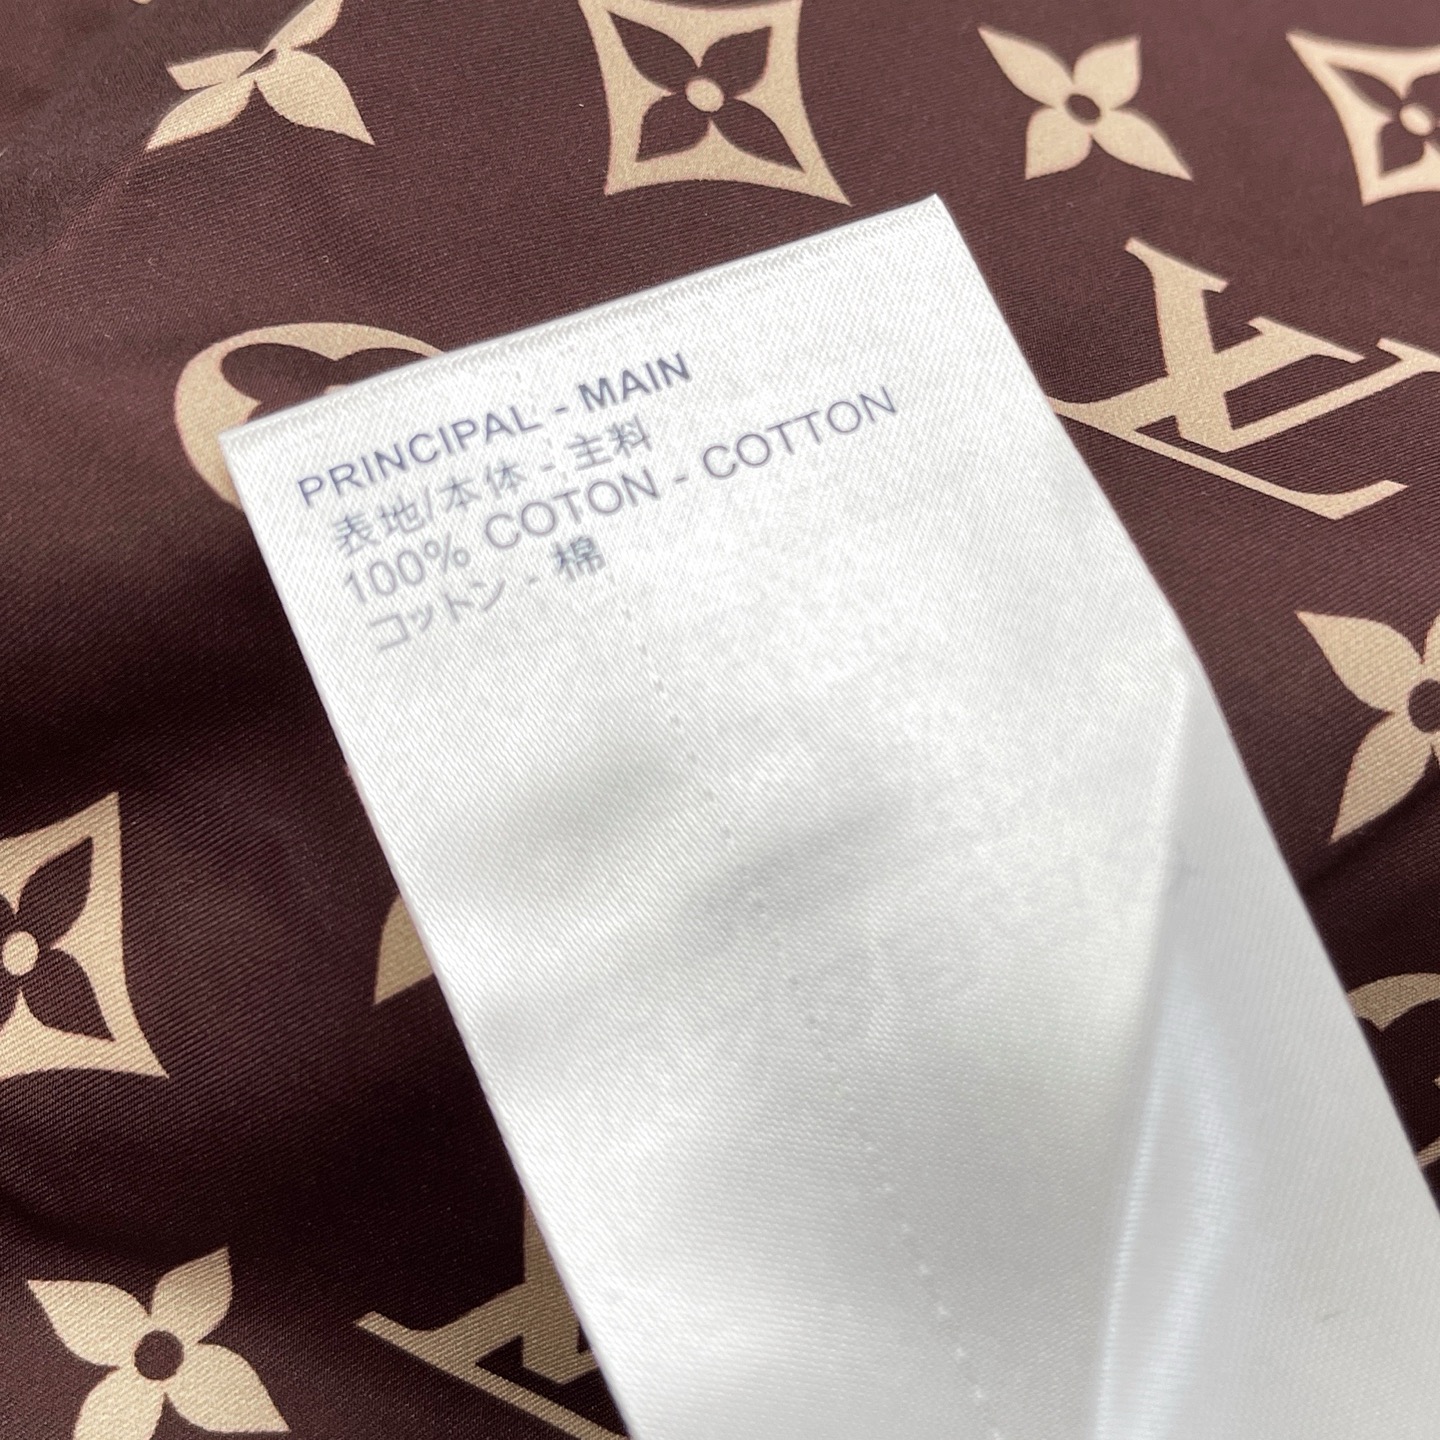 PRINCIPAL - MAIN
表地/本体 - 主料
100% COTON - COTTON
コットン - 棉